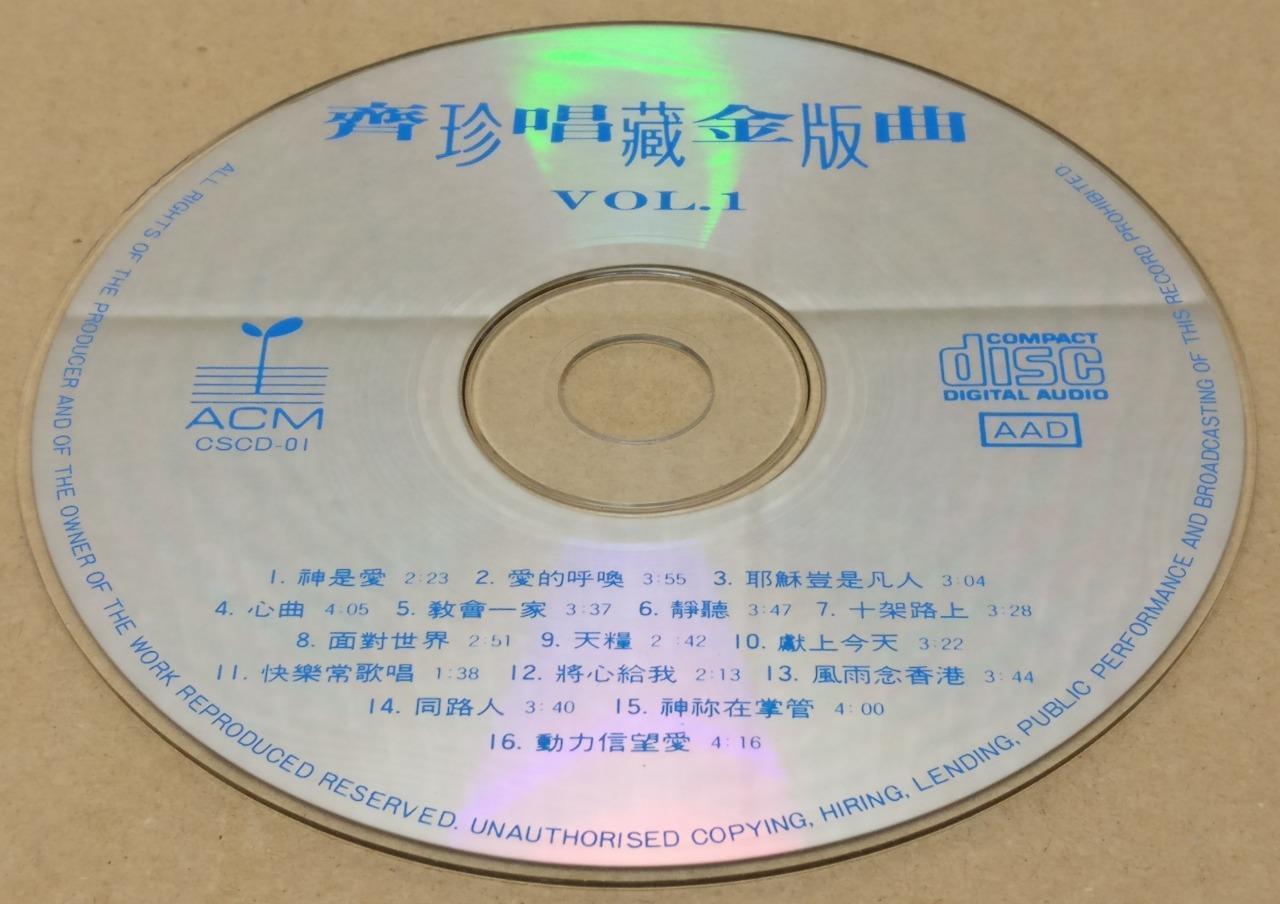 齊珍唱藏金版曲
VOL.1
ACM
CSCD-01
COMPACT
disc
DIGITAL AUDIO
AAD
1. 神是愛 2:23 2. 愛的呼喚 3:55 3. 耶穌豈是凡人 3:04
4. 心曲 4:05 5. 教會一家 3:37 6. 靜聽 3:47 7. 十架路上 3:28
8. 面對世界 2:51 9. 天糧 2:42 10. 獻上今天 3:22
11. 快樂常歌唱 1:38 12. 將心給我 2:13 13. 風雨念香港 3:44
14. 同路人 3:40 15. 神祢在掌管 4:00
16. 動力信望愛 4:16
ALL RIGHTS OF THE PRODUCER AND OF THE OWNER OF THE WORK REPRODUCED RESERVED. UNAUTHORISED COPYING, HIRING, LENDING, PUBLIC PERFORMANCE AND BROADCASTING OF THIS RECORD PROHIBITED.